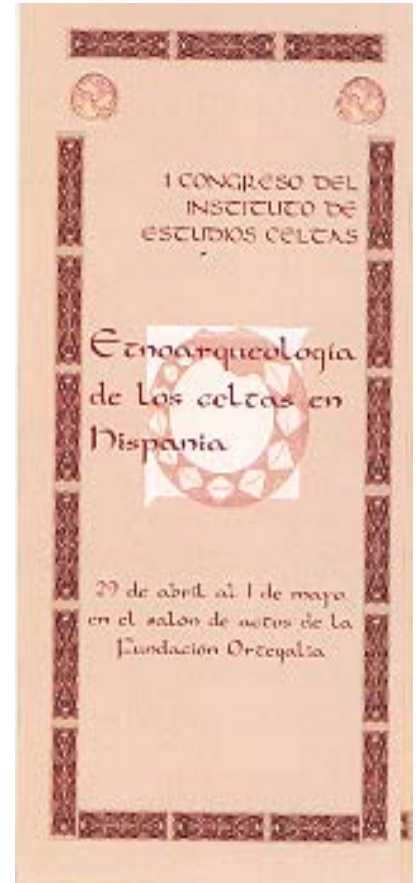 I CONGRESO DEL
INSTITUTO DE
ESTUDIOS CELTAS
Etnoarqueología
de los celtas en
Hispania
29 de abril al 1 de mayo
en el salón de actos de la
Fundación Ortegalia